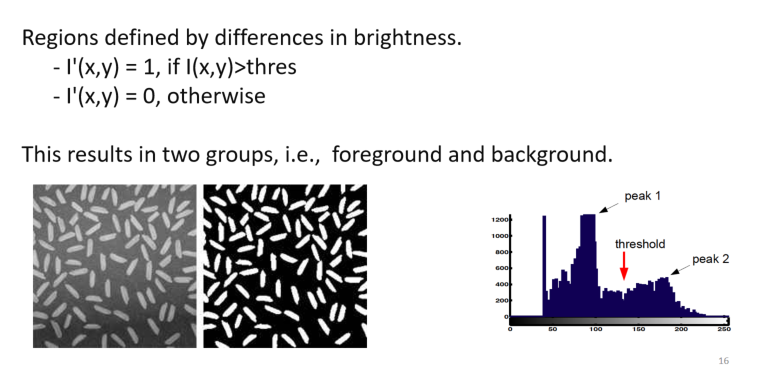 Regions defined by differences in brightness.
- I'(x,y) = 1, if I(x,y)>thres
- I'(x,y) = 0, otherwise
This results in two groups, i.e., foreground and background.
peak 1
threshold
peak 2
1200
1000
800
600
400
200
0
0 50 100 150 200 250
16